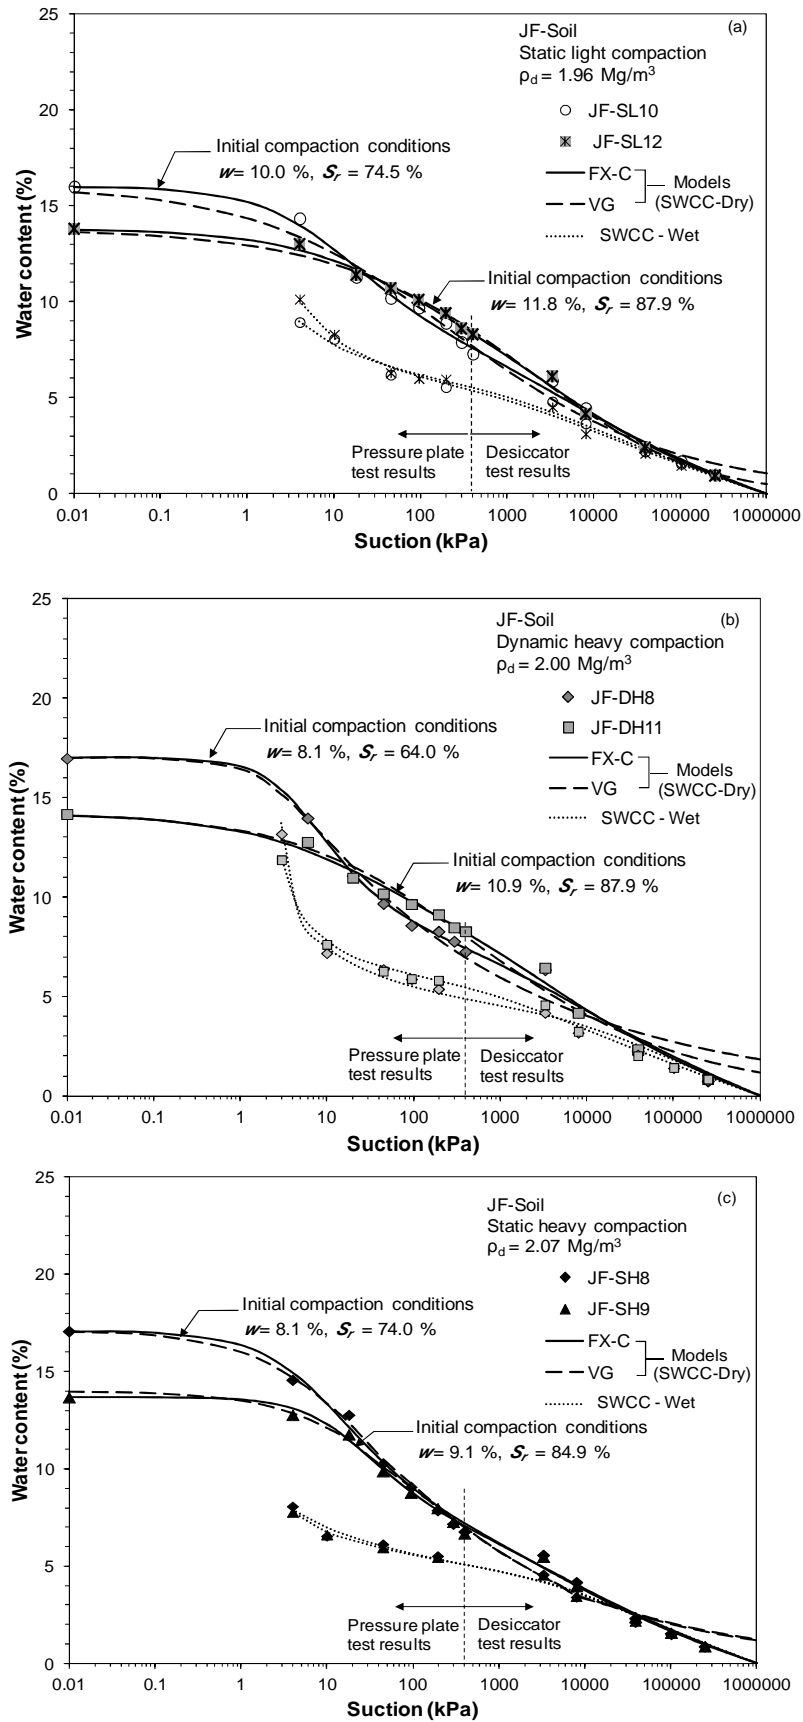 (a)
JF-Soil
Static light compaction
ρd = 1.96 Mg/m³
JF-SL10
JF-SL12
FX-C
VG
Models
(SWCC-Dry)
SWCC - Wet
Initial compaction conditions
w= 10.0 %, Sr = 74.5 %
Initial compaction conditions
w= 11.8 %, Sr = 87.9 %
Pressure plate
test results
Desiccator
test results
Water content (%)
25
20
15
10
5
0
0.01
0.1
1
10
100
1000
10000
100000
1000000
Suction (kPa)
(b)
JF-Soil
Dynamic heavy compaction
ρd = 2.00 Mg/m³
JF-DH8
JF-DH11
FX-C
VG
Models
(SWCC-Dry)
SWCC - Wet
Initial compaction conditions
w= 8.1 %, Sr = 64.0 %
Initial compaction conditions
w= 10.9 %, Sr = 87.9 %
Pressure plate
test results
Desiccator
test results
Water content (%)
25
20
15
10
5
0
0.01
0.1
1
10
100
1000
10000
100000
1000000
Suction (kPa)
(c)
JF-Soil
Static heavy compaction
ρd = 2.07 Mg/m³
JF-SH8
JF-SH9
FX-C
VG
Models
(SWCC-Dry)
SWCC - Wet
Initial compaction conditions
w= 8.1 %, Sr = 74.0 %
Initial compaction conditions
w= 9.1 %, Sr = 84.9 %
Pressure plate
test results
Desiccator
test results
Water content (%)
25
20
15
10
5
0
0.01
0.1
1
10
100
1000
10000
100000
1000000
Suction (kPa)